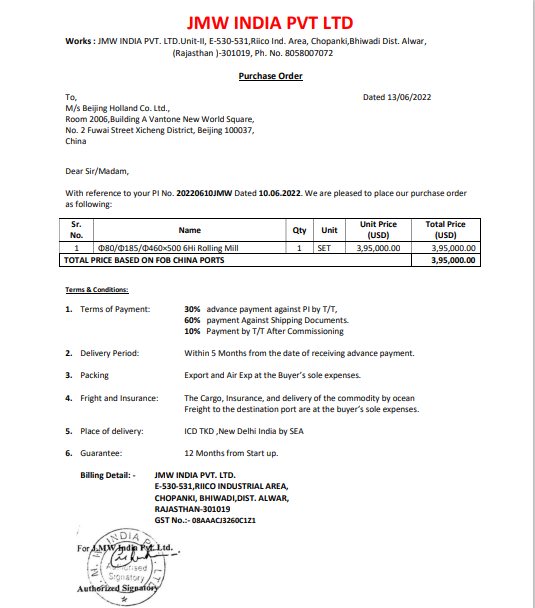 JMW INDIA PVT LTD
Works : JMW INDIA PVT. LTD.Unit-II, E-530-531,Riico Ind. Area, Chopanki,Bhiwadi Dist. Alwar,
(Rajasthan )-301019, Ph. No. 8058007072
Purchase Order
To, Dated 13/06/2022
M/s Beijing Holland Co. Ltd.,
Room 2006,Building A Vantone New World Square,
No. 2 Fuwai Street Xicheng District, Beijing 100037,
China
Dear Sir/Madam,
With reference to your PI No. 20220610JMW Dated 10.06.2022. We are pleased to place our purchase order
as following:
Sr. No. Name Qty Unit Unit Price (USD) Total Price (USD)
1 Φ80/Φ185/Φ460×500 6Hi Rolling Mill 1 SET 3,95,000.00 3,95,000.00
TOTAL PRICE BASED ON FOB CHINA PORTS 3,95,000.00
Terms & Conditions:
1. Terms of Payment: 30% advance payment against PI by T/T,
60% payment Against Shipping Documents.
10% Payment by T/T After Commissioning
2. Delivery Period: Within 5 Months from the date of receiving advance payment.
3. Packing Export and Air Exp at the Buyer's sole expenses.
4. Fright and Insurance: The Cargo, Insurance, and delivery of the commodity by ocean
Freight to the destination port are at the buyer's sole expenses.
5. Place of delivery: ICD TKD ,New Delhi India by SEA
6. Guarantee: 12 Months from Start up.
Billing Detail: - JMW INDIA PVT. LTD.
E-530-531,RIICO INDUSTRIAL AREA,
CHOPANKI, BHIWADI,DIST. ALWAR,
RAJASTHAN-301019
GST No.:- 08AAACJ3260C1Z1
For J.MW India Pvt. Ltd.
Authorised
Signatory
Authorized Signatory